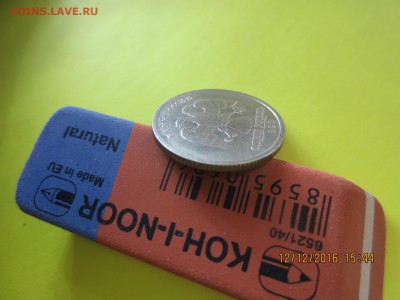 COINS.LAVE.RU
Natural
Made in EU
KOH-I-NOOR
6521/40
8595
12/12/2016 15:44